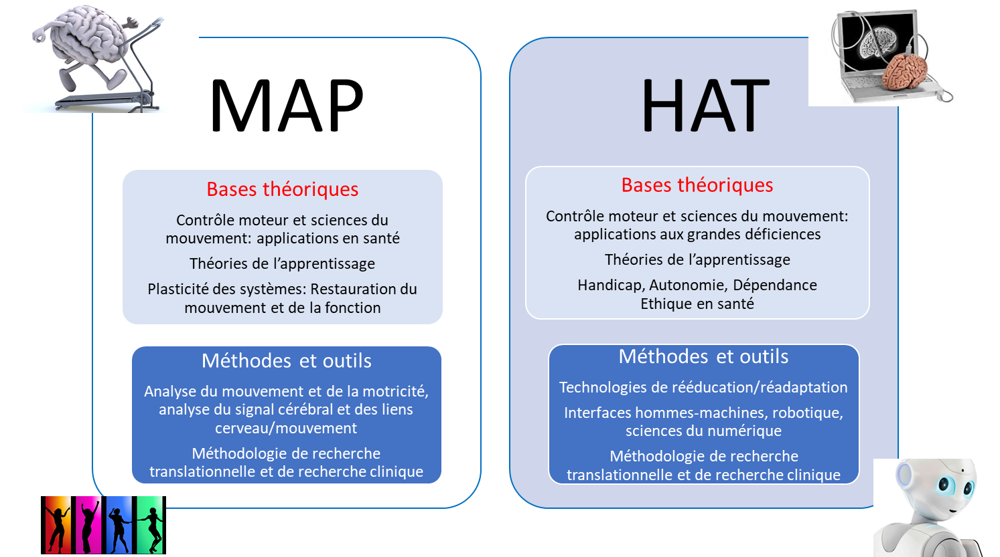 MAP
Bases théoriques
Contrôle moteur et sciences du
mouvement: applications en santé
Théories de l’apprentissage
Plasticité des systèmes: Restauration du
mouvement et de la fonction
Méthodes et outils
Analyse du mouvement et de la motricité,
analyse du signal cérébral et des liens
cerveau/mouvement
Méthodologie de recherche
translationnelle et de recherche clinique
HAT
Bases théoriques
Contrôle moteur et sciences du mouvement:
applications aux grandes déficiences
Théories de l’apprentissage
Handicap, Autonomie, Dépendance
Ethique en santé
Méthodes et outils
Technologies de rééducation/réadaptation
Interfaces hommes-machines, robotique,
sciences du numérique
Méthodologie de recherche
translationnelle et de recherche clinique